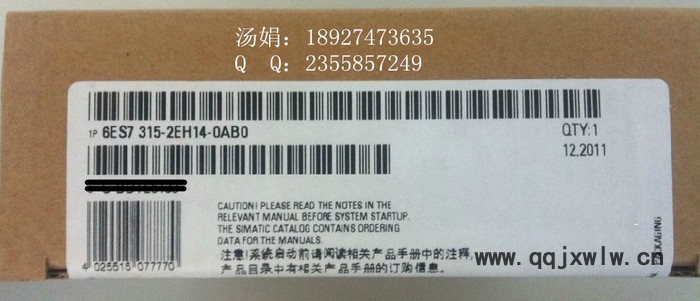 汤娟：18927473635
Q Q：2355857249
1P 6ES7 315-2EH14-0AB0
QTY:1
12.2011
CAUTION! PLEASE READ THE NOTES IN THE
RELEVANT MANUAL BEFORE SYSTEM STARTUP.
THE SIMATIC CATALOG CONTAINS ORDERING
DATA FOR THE MANUALS.
注意!系统启动前请阅读相关产品手册中的注释,
产品目录中有相关产品手册的订购信息。
4 025515 077770
PACKAGING
www.qqjxwlw.cn